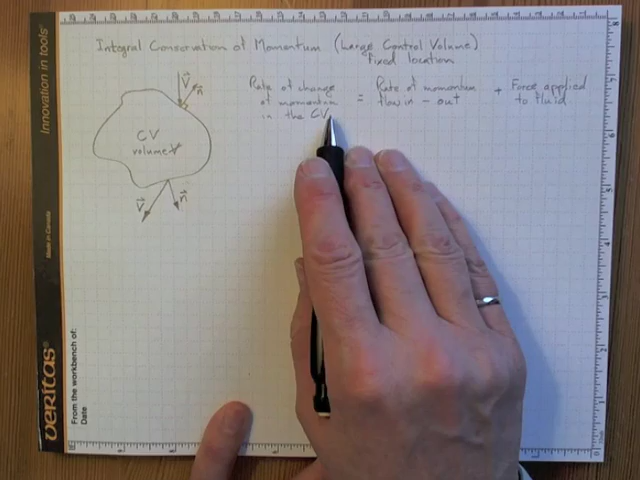 Integral Conservation of Momentum (Large Control Volume)
fixed location
Rate of change of momentum in the CV = Rate of momentum flow in - out + Force applied to fluid
CV
volume V
V n
V n
Innovation in tools™
Made in Canada
veritas®
From the workbench of:
Date